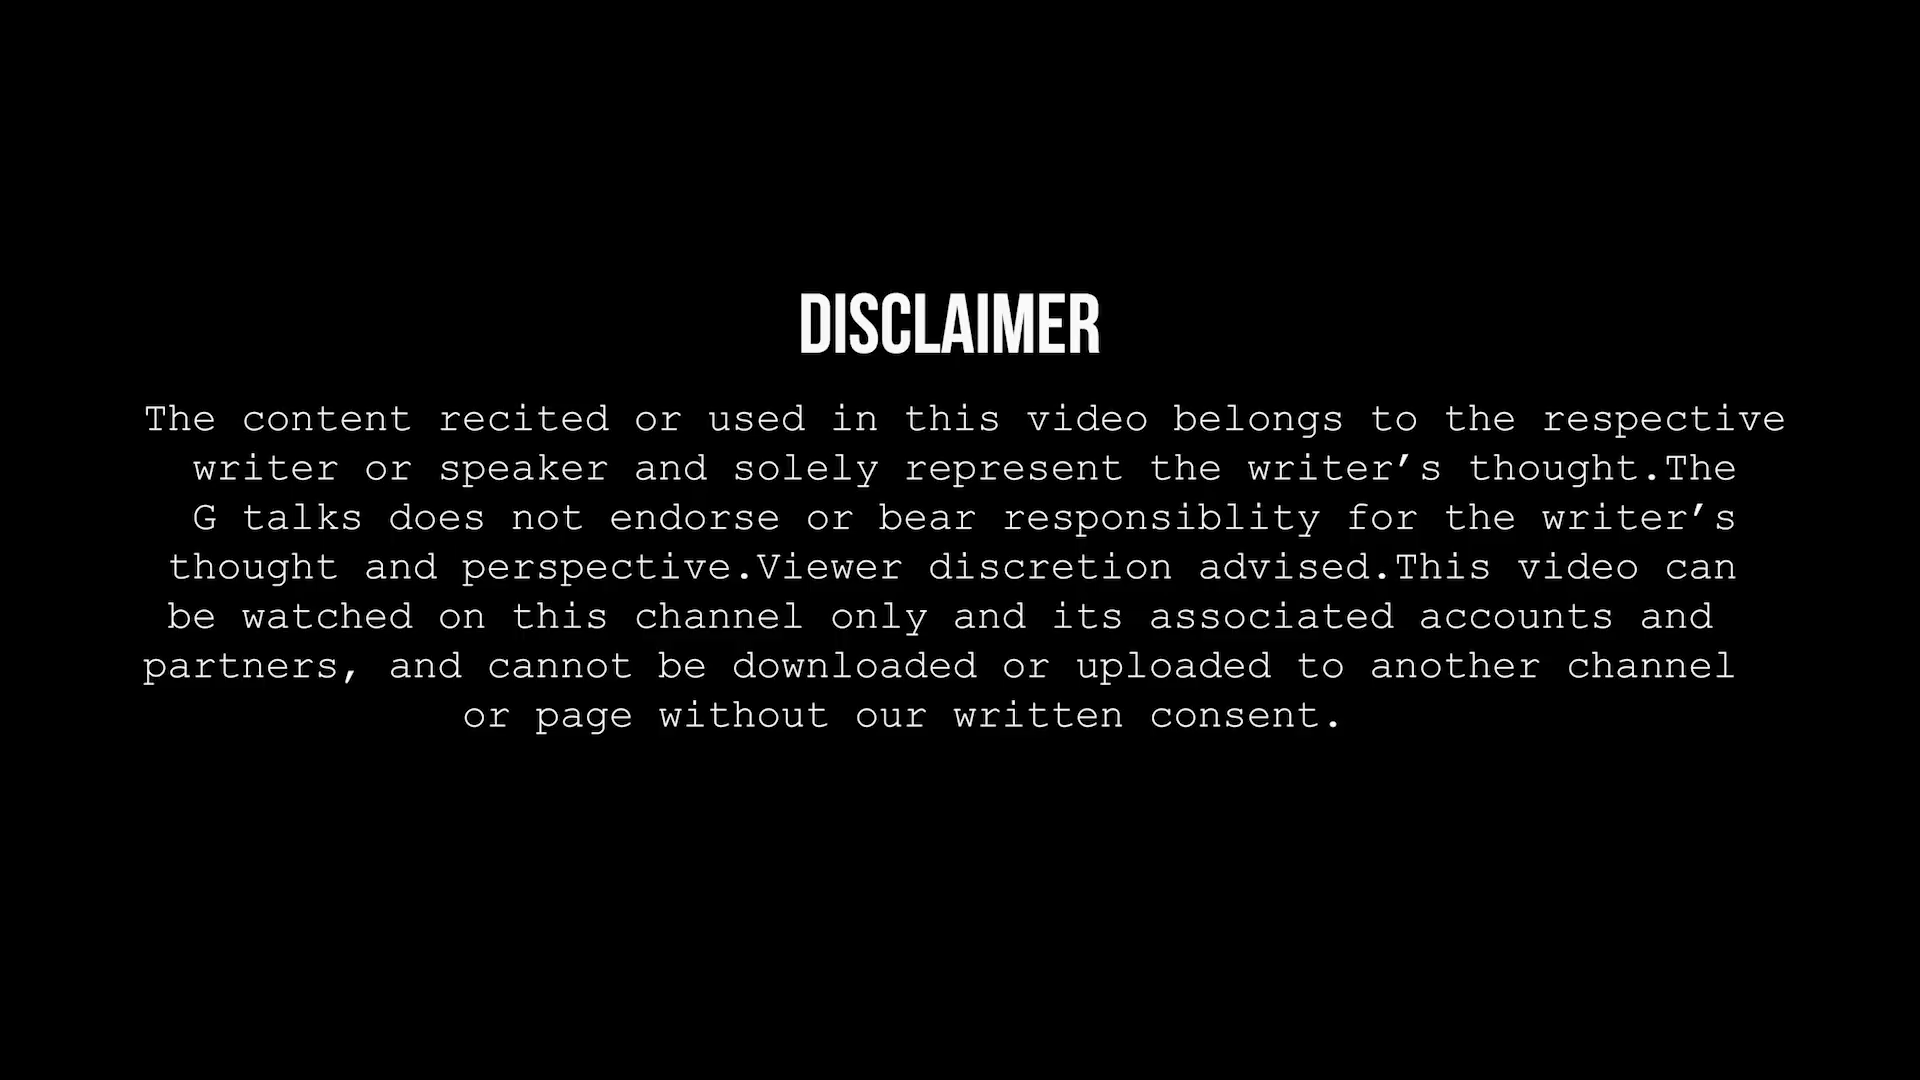 DISCLAIMER
The content recited or used in this video belongs to the respective
writer or speaker and solely represent the writer’s thought.The
G talks does not endorse or bear responsiblity for the writer’s
thought and perspective.Viewer discretion advised.This video can
be watched on this channel only and its associated accounts and
partners, and cannot be downloaded or uploaded to another channel
or page without our written consent.